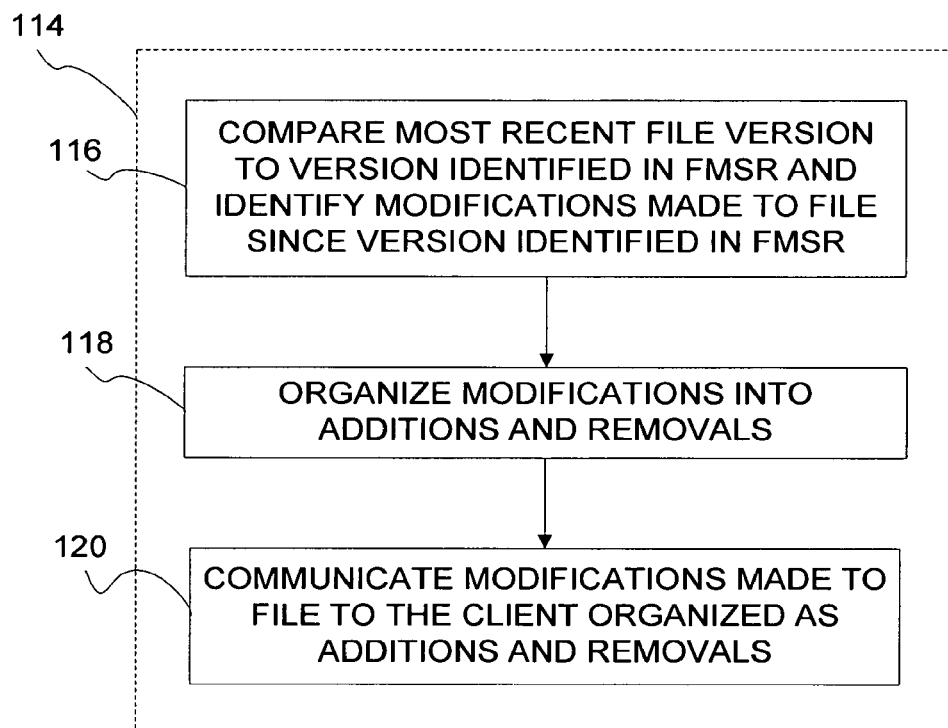 114
116
COMPARE MOST RECENT FILE VERSION
TO VERSION IDENTIFIED IN FMSR AND
IDENTIFY MODIFICATIONS MADE TO FILE
SINCE VERSION IDENTIFIED IN FMSR
118
ORGANIZE MODIFICATIONS INTO
ADDITIONS AND REMOVALS
120
COMMUNICATE MODIFICATIONS MADE TO
FILE TO THE CLIENT ORGANIZED AS
ADDITIONS AND REMOVALS